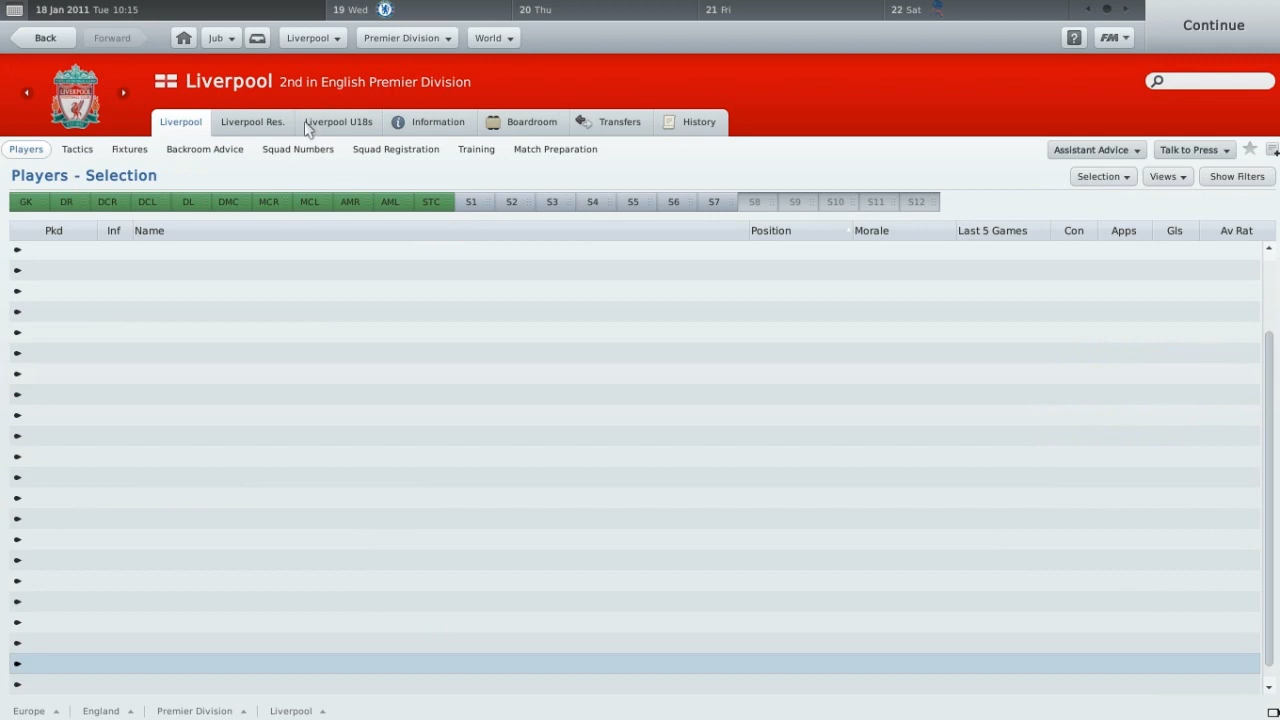 18 Jan 2011 Tue 10:15 19 Wed 20 Thu 21 Fri 22 Sat
Continue
Back Forward Jub Liverpool Premier Division World ? FM
Liverpool 2nd in English Premier Division
Liverpool Liverpool Res. Liverpool U18s Information Boardroom Transfers History
Players Tactics Fixtures Backroom Advice Squad Numbers Squad Registration Training Match Preparation Assistant Advice Talk to Press
Players - Selection Selection Views Show Filters
GK DR DCR DCL DL DMC MCR MCL AMR AML STC S1 S2 S3 S4 S5 S6 S7 S8 S9 S10 S11 S12
Pkd Inf Name Position Morale Last 5 Games Con Apps Gls Av Rat
Europe England Premier Division Liverpool